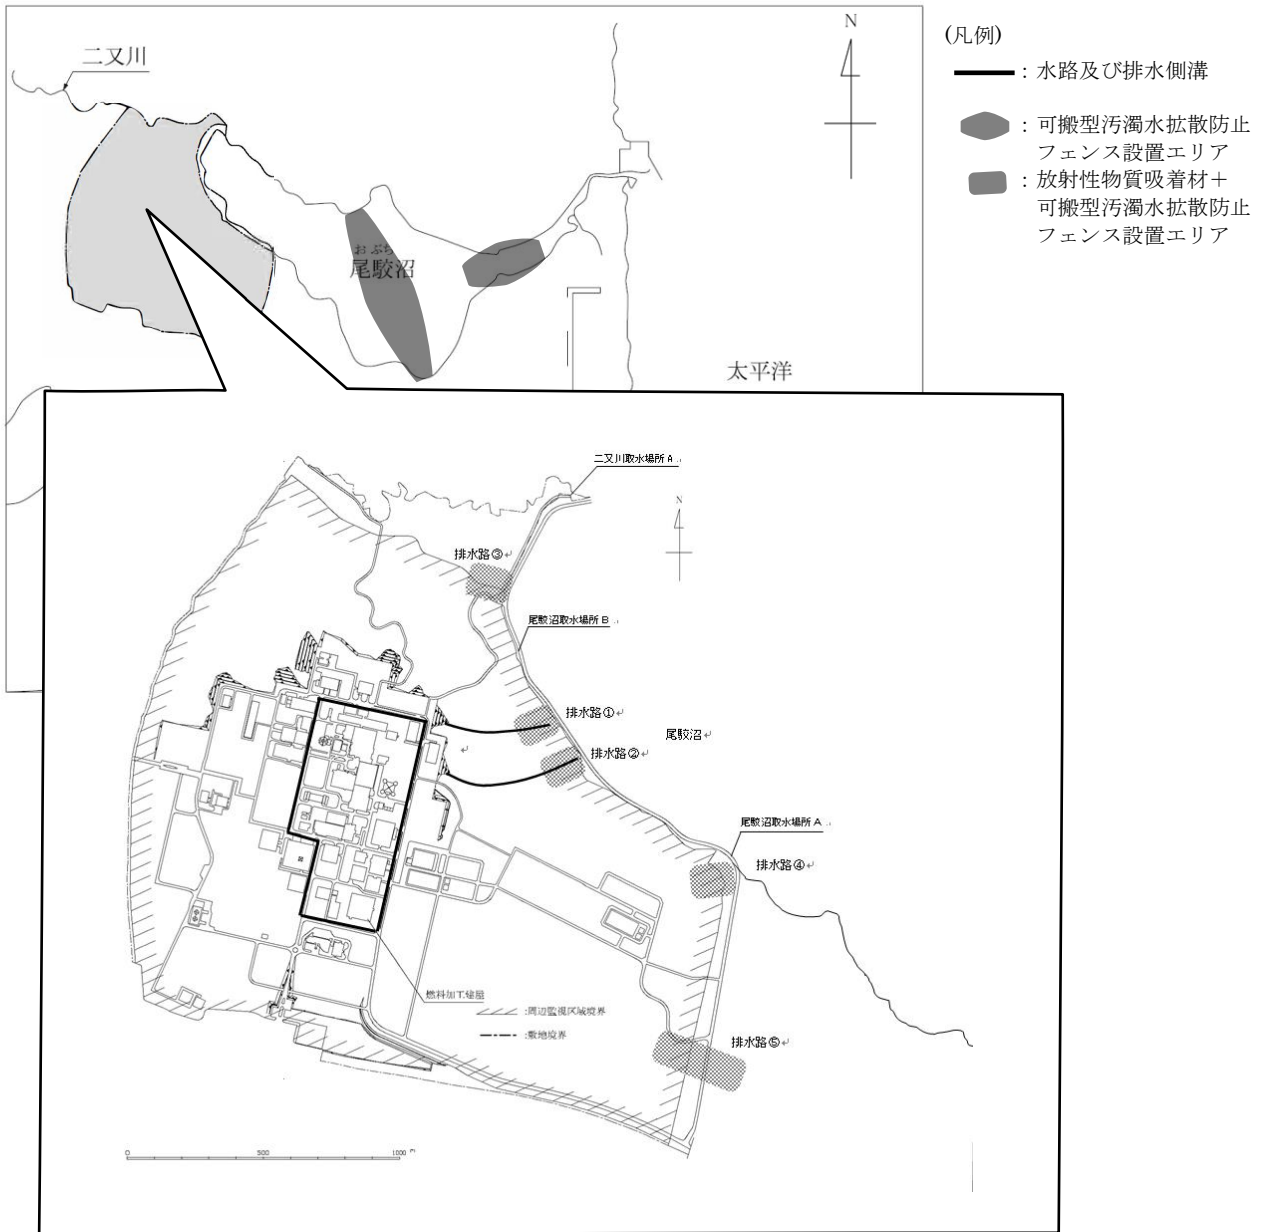 二又川
N
(凡例)
:水路及び排水側溝
:可搬型汚濁水拡散防止
フェンス設置エリア
:放射性物質吸着材+
可搬型汚濁水拡散防止
フェンス設置エリア
おぶち
尾駮沼
太平洋
二又川取水場所A
N
排水路③
尾駮沼取水場所B
排水路①
尾駮沼
排水路②
尾駮沼取水場所A
排水路④
燃料加工建屋
:周辺監視区域境界
:敷地境界
排水路⑤
0 500 1000 m